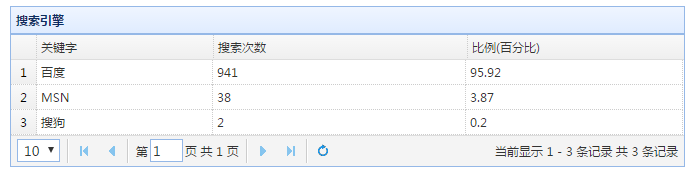 搜索引擎
关键字 搜索次数 比例(百分比)
1 百度 941 95.92
2 MSN 38 3.87
3 搜狗 2 0.2
10 第 1 页 共 1 页 当前显示 1 - 3 条记录 共 3 条记录